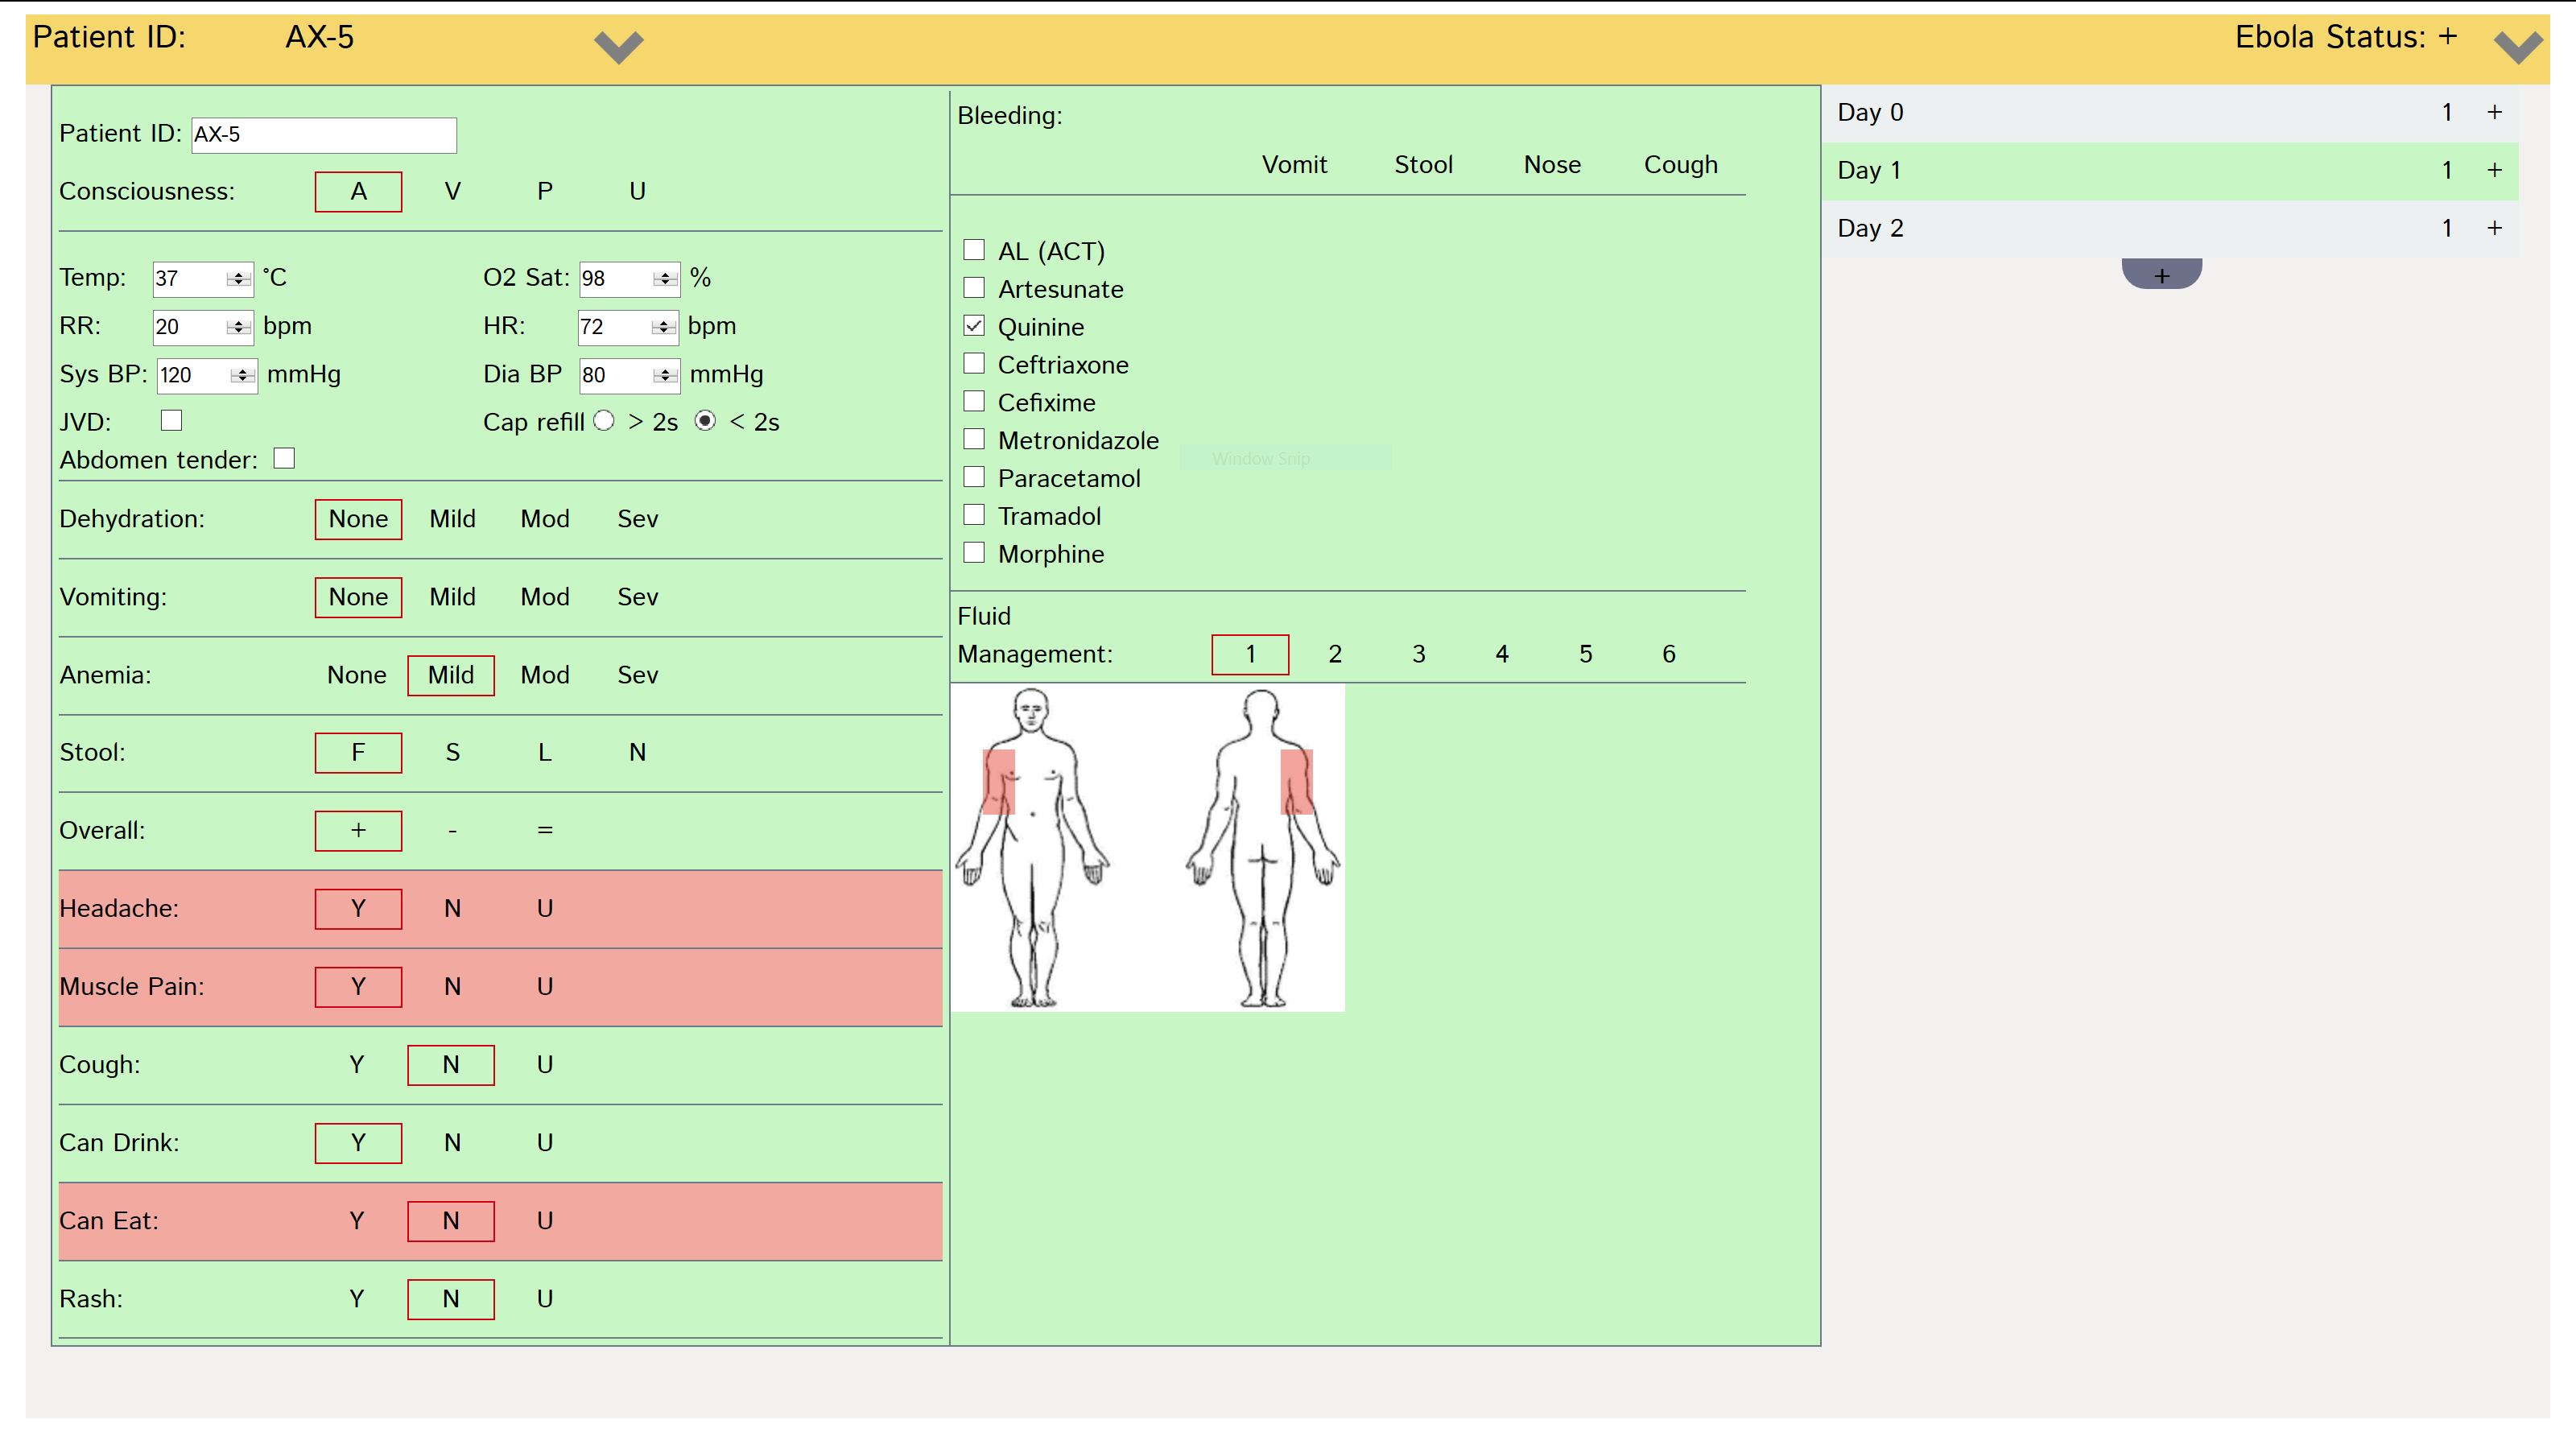 Patient ID: AX-5 Ebola Status: +
Patient ID: AX-5
Consciousness: A V P U
Temp: 37 °C O2 Sat: 98 %
RR: 20 bpm HR: 72 bpm
Sys BP: 120 mmHg Dia BP 80 mmHg
JVD: Cap refill > 2s < 2s
Abdomen tender:
Dehydration: None Mild Mod Sev
Vomiting: None Mild Mod Sev
Anemia: None Mild Mod Sev
Stool: F S L N
Overall: + - =
Headache: Y N U
Muscle Pain: Y N U
Cough: Y N U
Can Drink: Y N U
Can Eat: Y N U
Rash: Y N U
Bleeding:
Vomit Stool Nose Cough
AL (ACT)
Artesunate
Quinine
Ceftriaxone
Cefixime
Metronidazole
Window Snip
Paracetamol
Tramadol
Morphine
Fluid
Management: 1 2 3 4 5 6
Day 0 1 +
Day 1 1 +
Day 2 1 +
+